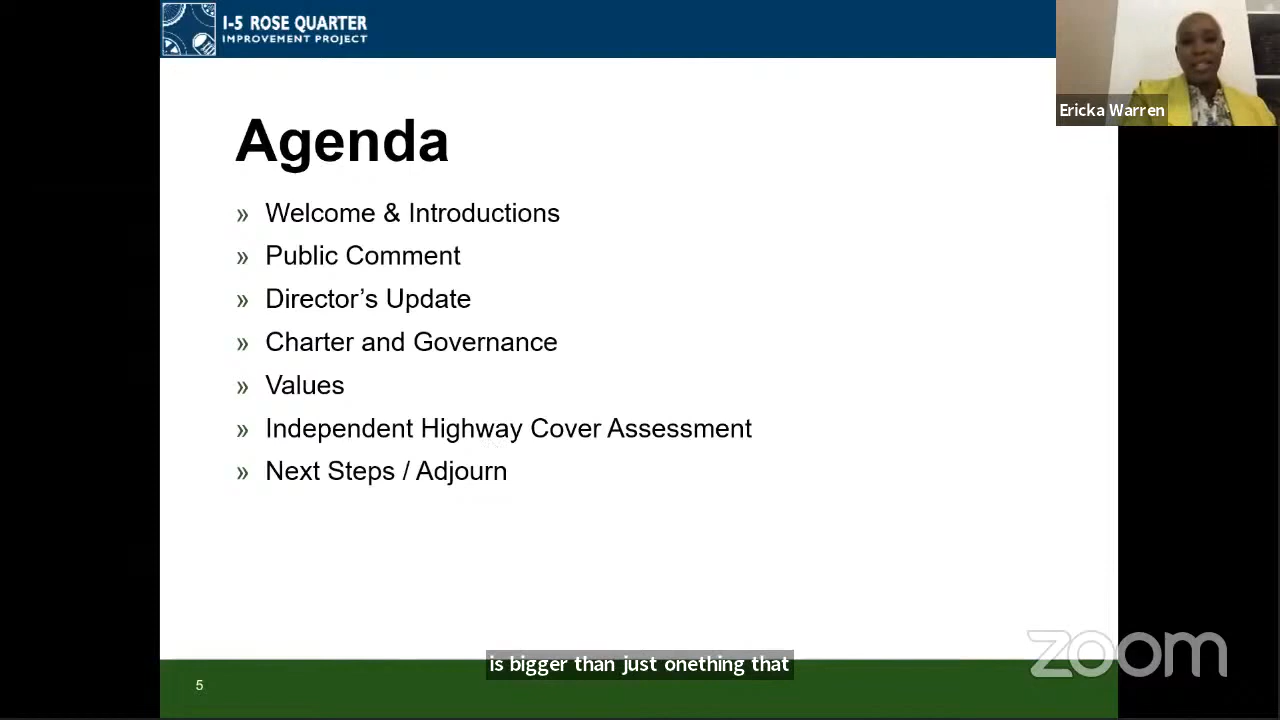 I-5 ROSE QUARTER
IMPROVEMENT PROJECT
Ericka Warren
Agenda
» Welcome & Introductions
» Public Comment
» Director’s Update
» Charter and Governance
» Values
» Independent Highway Cover Assessment
» Next Steps / Adjourn
is bigger than just onething that
zoom
5